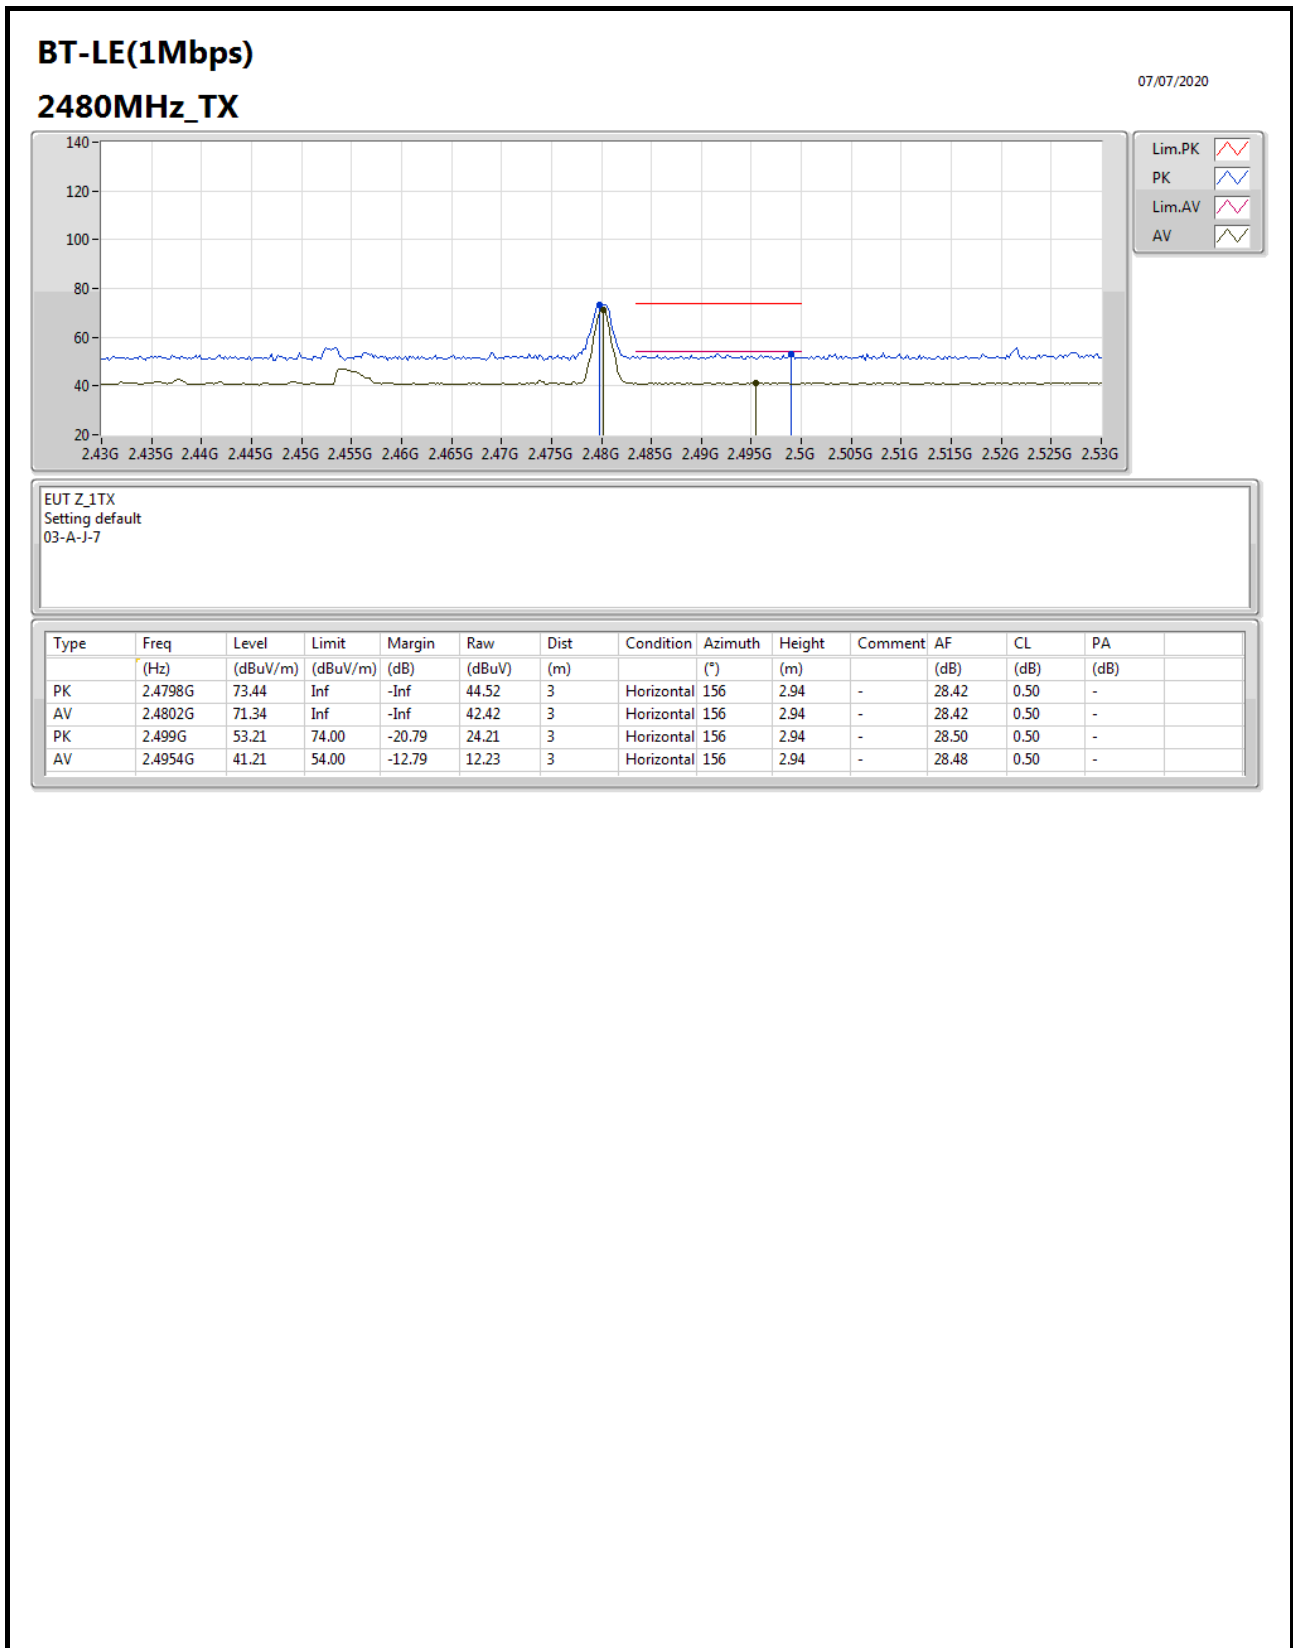 BT-LE(1Mbps)
07/07/2020
2480MHz_TX
140
120
100
80
60
40
20
2.43G 2.435G 2.44G 2.445G 2.45G 2.455G 2.46G 2.465G 2.47G 2.475G 2.48G 2.485G 2.49G 2.495G 2.5G 2.505G 2.51G 2.515G 2.52G 2.525G 2.53G
Lim.PK
PK
Lim.AV
AV
EUT Z_1TX
Setting default
03-A-J-7
Type Freq Level Limit Margin Raw Dist Condition Azimuth Height Comment AF CL PA
(Hz) (dBuV/m) (dBuV/m) (dB) (dBuV) (m) (°) (m) (dB) (dB) (dB)
PK 2.4798G 73.44 Inf -Inf 44.52 3 Horizontal 156 2.94 - 28.42 0.50 -
AV 2.4802G 71.34 Inf -Inf 42.42 3 Horizontal 156 2.94 - 28.42 0.50 -
PK 2.499G 53.21 74.00 -20.79 24.21 3 Horizontal 156 2.94 - 28.50 0.50 -
AV 2.4954G 41.21 54.00 -12.79 12.23 3 Horizontal 156 2.94 - 28.48 0.50 -